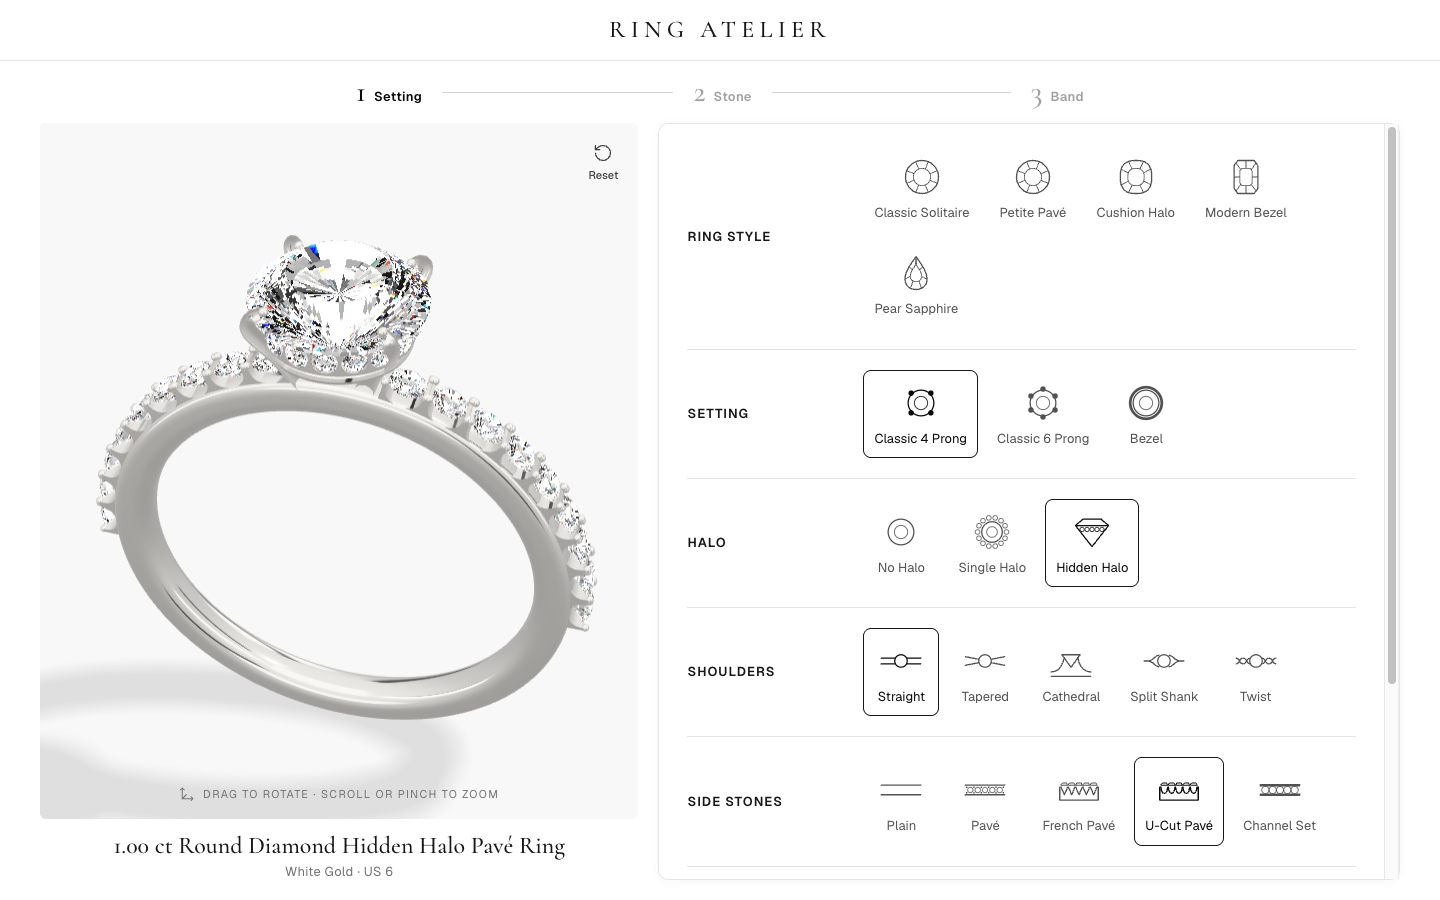 RING ATELIER
1 Setting
2 Stone
3 Band
Reset
DRAG TO ROTATE · SCROLL OR PINCH TO ZOOM
1.00 ct Round Diamond Hidden Halo Pavé Ring
White Gold · US 6
RING STYLE
Classic Solitaire
Petite Pavé
Cushion Halo
Modern Bezel
Pear Sapphire
SETTING
Classic 4 Prong
Classic 6 Prong
Bezel
HALO
No Halo
Single Halo
Hidden Halo
SHOULDERS
Straight
Tapered
Cathedral
Split Shank
Twist
SIDE STONES
Plain
Pavé
French Pavé
U-Cut Pavé
Channel Set